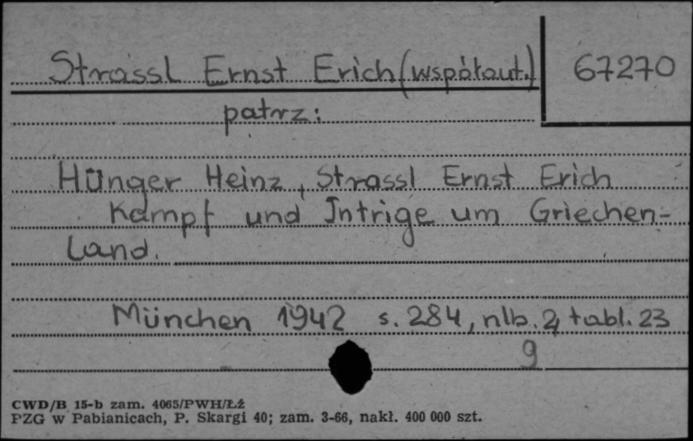 Strassl Ernst Erich (współaut.) 67270
patrz:
Hünger Heinz, Strassl Ernst Erich
Kampf und Intrige um Griechen-
land.
München 1942 s. 284, nlb. 2, tabl. 23
9
CWD/B 15-b zam. 4065/PWH/Łż
PZG w Pabianicach, P. Skargi 40; zam. 3-66, nakł. 400 000 szt.